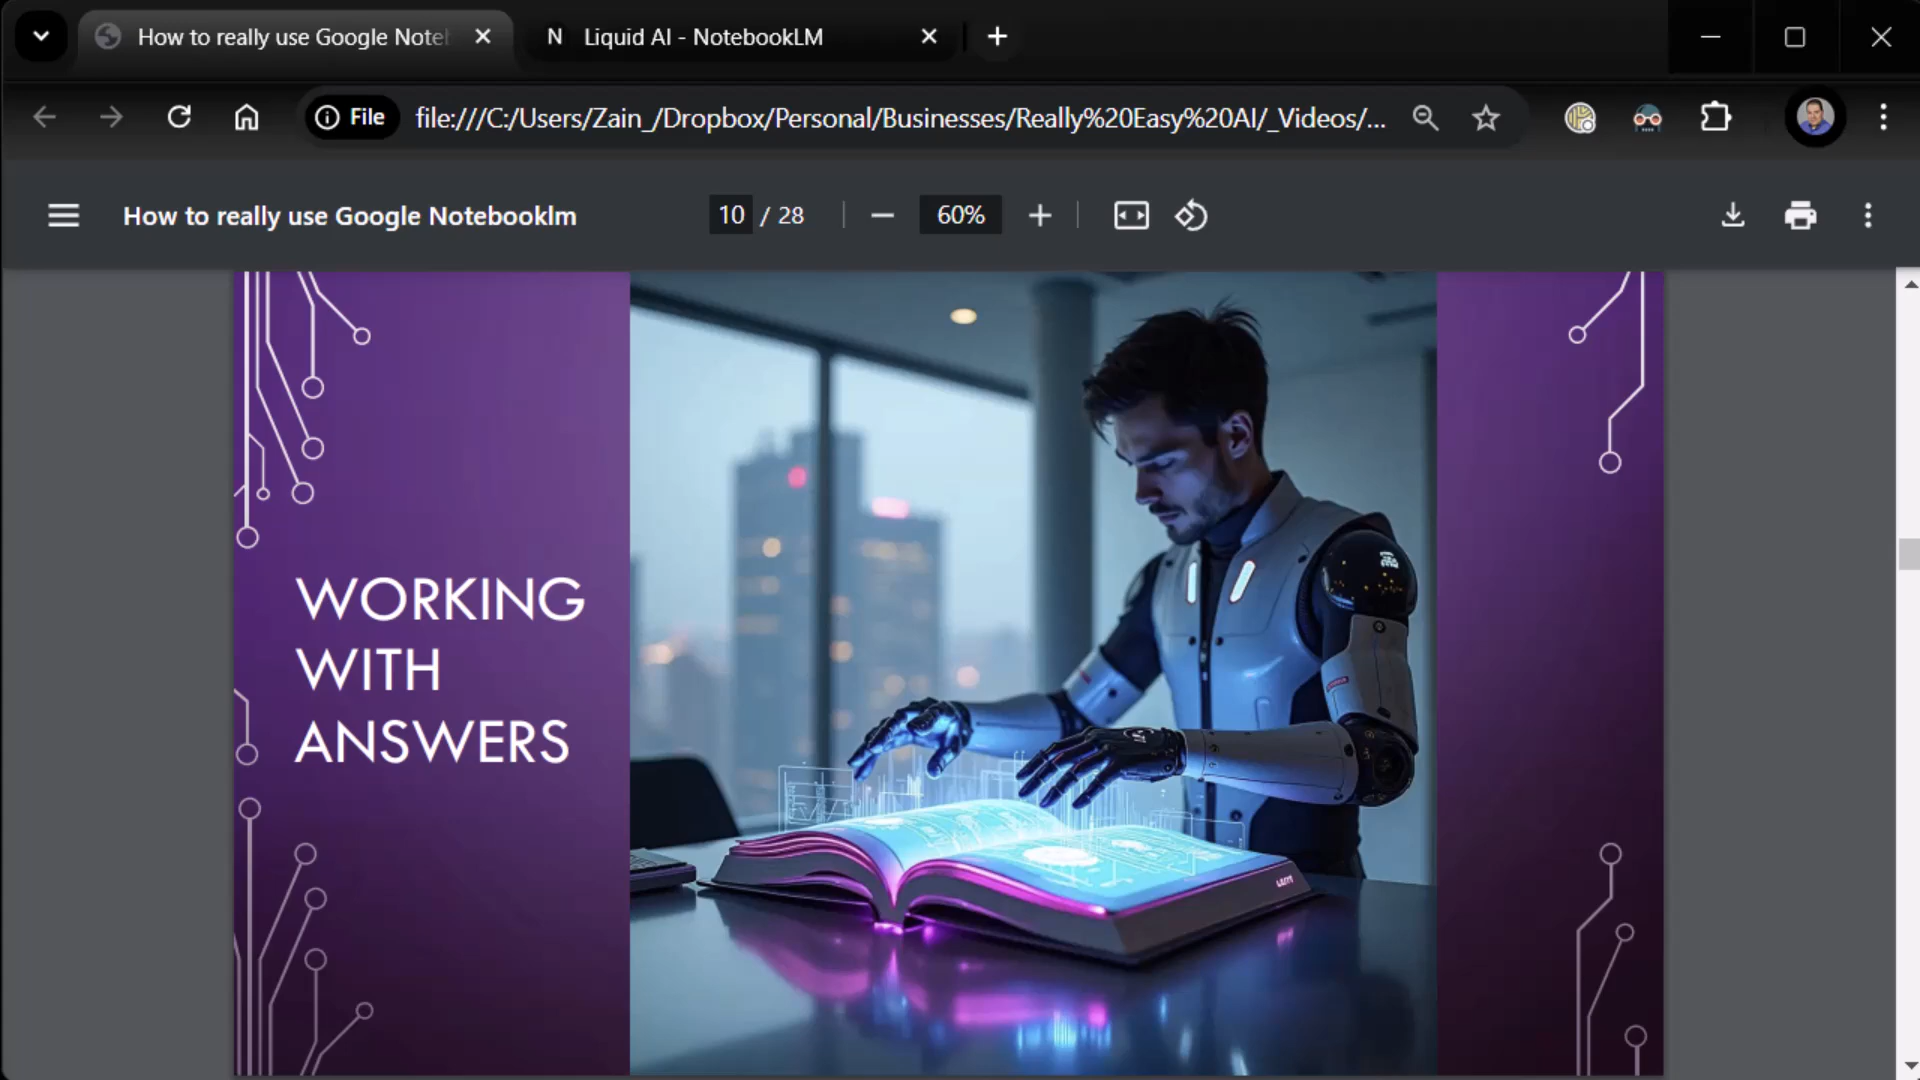 How to really use Google Note
N Liquid AI - NotebookLM
File
file:///C:/Users/Zain_/Dropbox/Personal/Businesses/Really%20Easy%20AI/_Videos/...
How to really use Google Notebooklm
10 / 28
60%
WORKING
WITH
ANSWERS